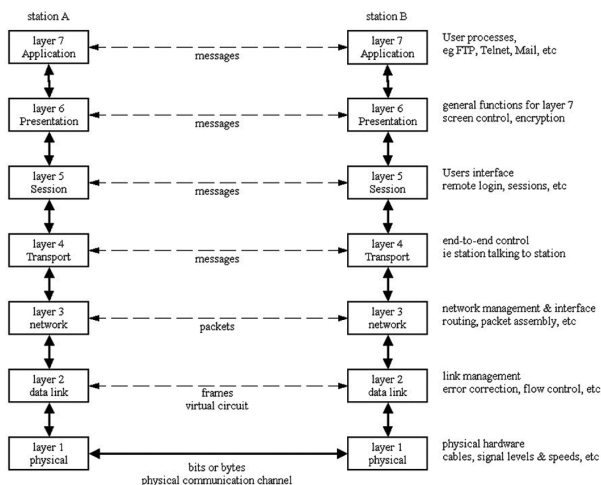 station A
station B
layer 7
Application
messages
layer 7
Application
User processes,
eg FTP, Telnet, Mail, etc
layer 6
Presentation
messages
layer 6
Presentation
general functions for layer 7
screen control, encryption
layer 5
Session
messages
layer 5
Session
Users interface
remote login, sessions, etc
layer 4
Transport
messages
layer 4
Transport
end-to-end control
ie station talking to station
layer 3
network
packets
layer 3
network
network management & interface
routing, packet assembly, etc
layer 2
data link
frames
virtual circuit
layer 2
data link
link management
error correction, flow control, etc
layer 1
physical
bits or bytes
physical communication channel
layer 1
physical
physical hardware
cables, signal levels & speeds, etc